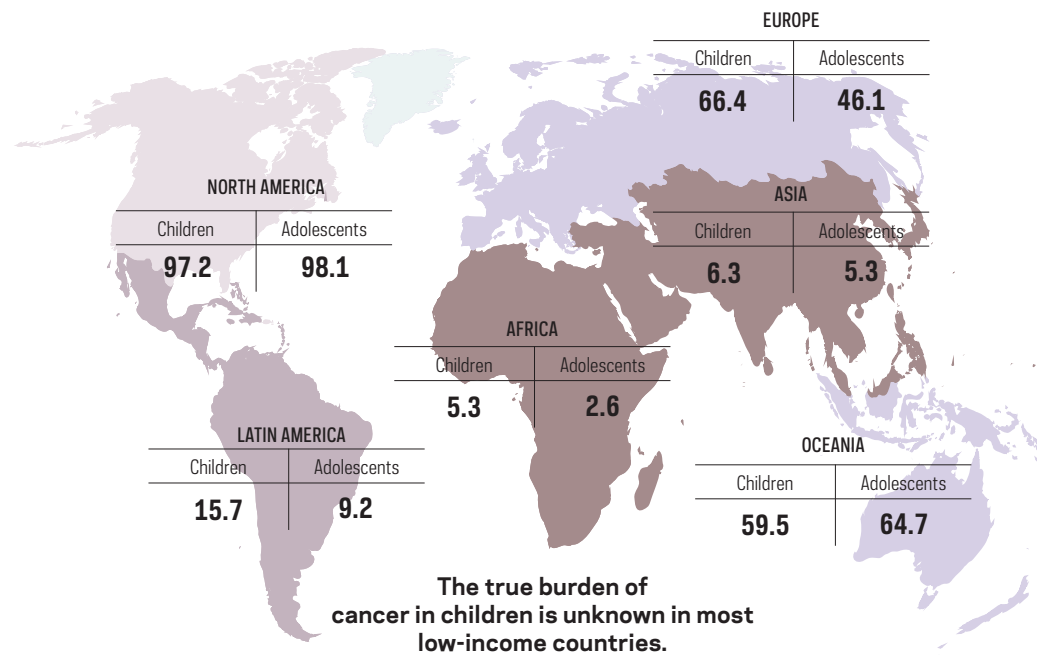 EUROPE
Children Adolescents
66.4 46.1
NORTH AMERICA
Children Adolescents
97.2 98.1
ASIA
Children Adolescents
6.3 5.3
AFRICA
Children Adolescents
5.3 2.6
LATIN AMERICA
Children Adolescents
15.7 9.2
OCEANIA
Children Adolescents
59.5 64.7
The true burden of
cancer in children is unknown in most
low-income countries.